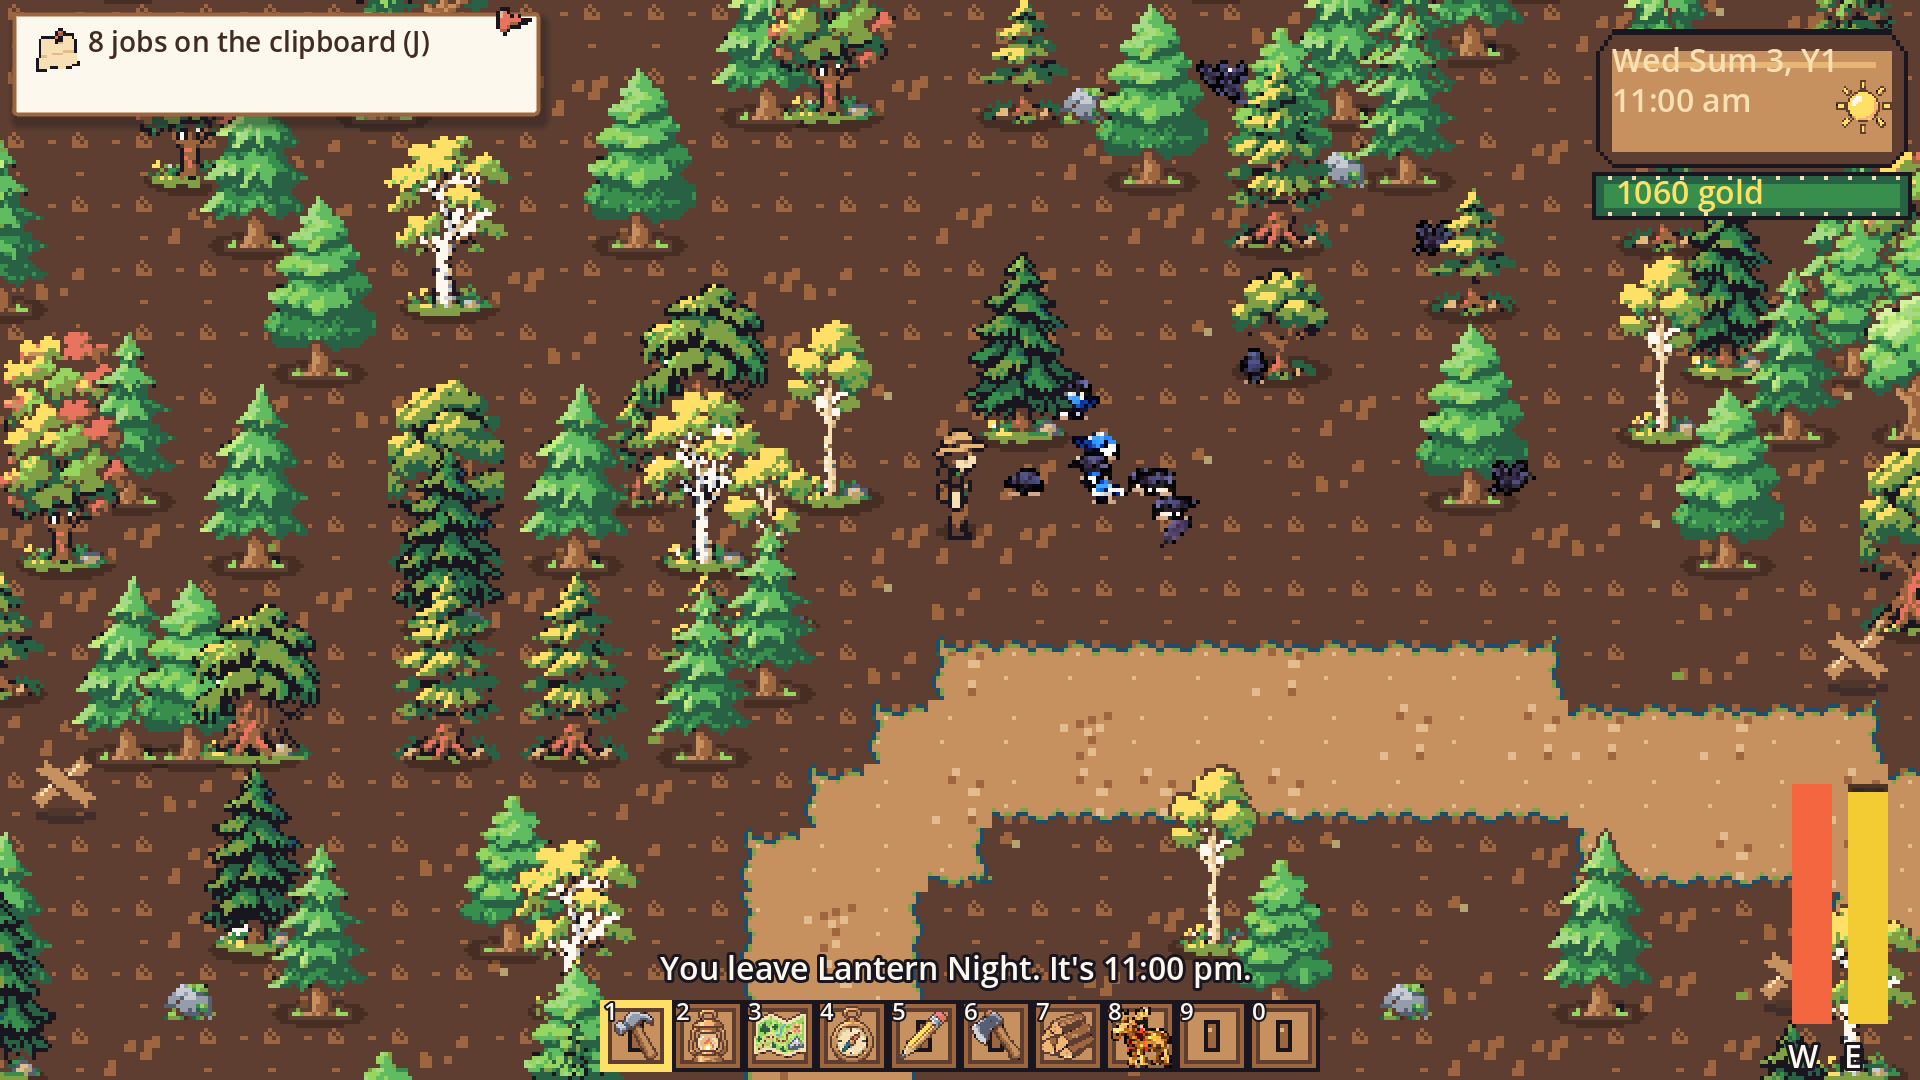 8 jobs on the clipboard (J)
Wed Sum 3, Y1
11:00 am
1060 gold
You leave Lantern Night. It's 11:00 pm.
1 2 3 4 5 6 7 8 9 0
W E